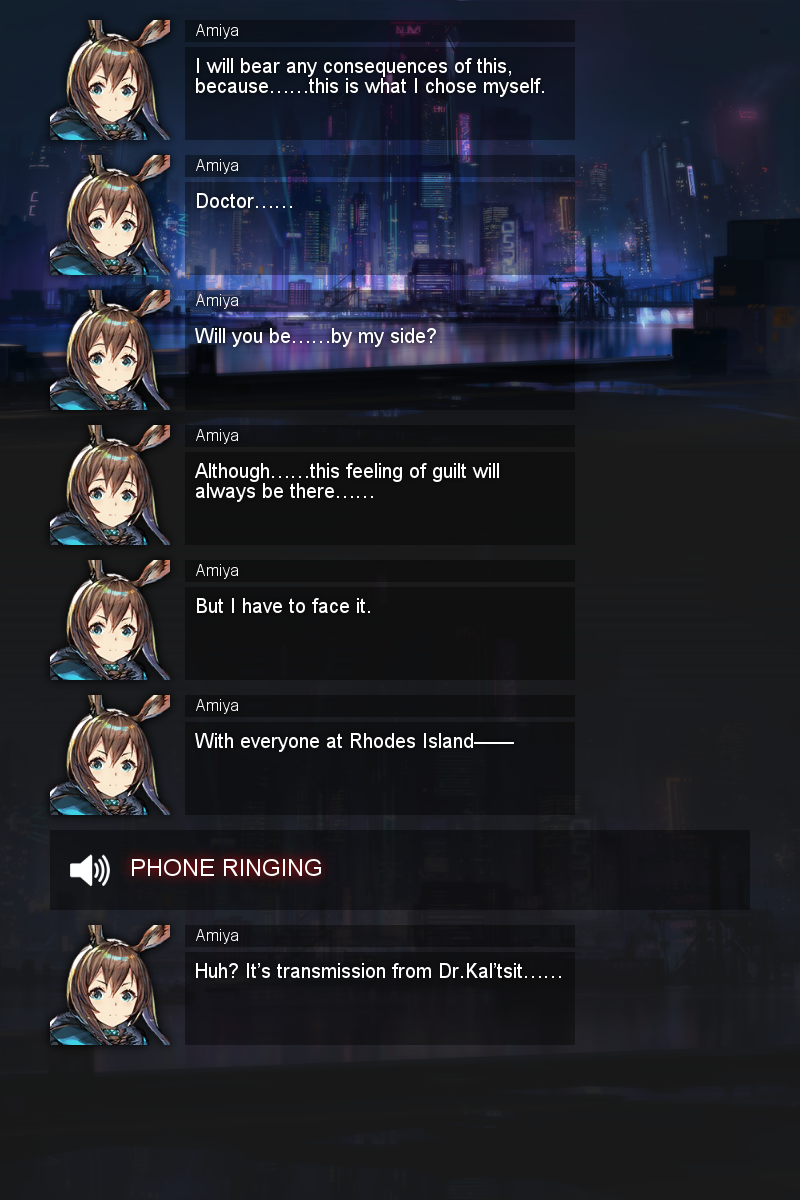 Amiya
I will bear any consequences of this,
because……this is what I chose myself.
Amiya
Doctor……
Amiya
Will you be……by my side?
Amiya
Although……this feeling of guilt will
always be there……
Amiya
But I have to face it.
Amiya
With everyone at Rhodes Island——
PHONE RINGING
Amiya
Huh? It’s transmission from Dr.Kal’tsit……